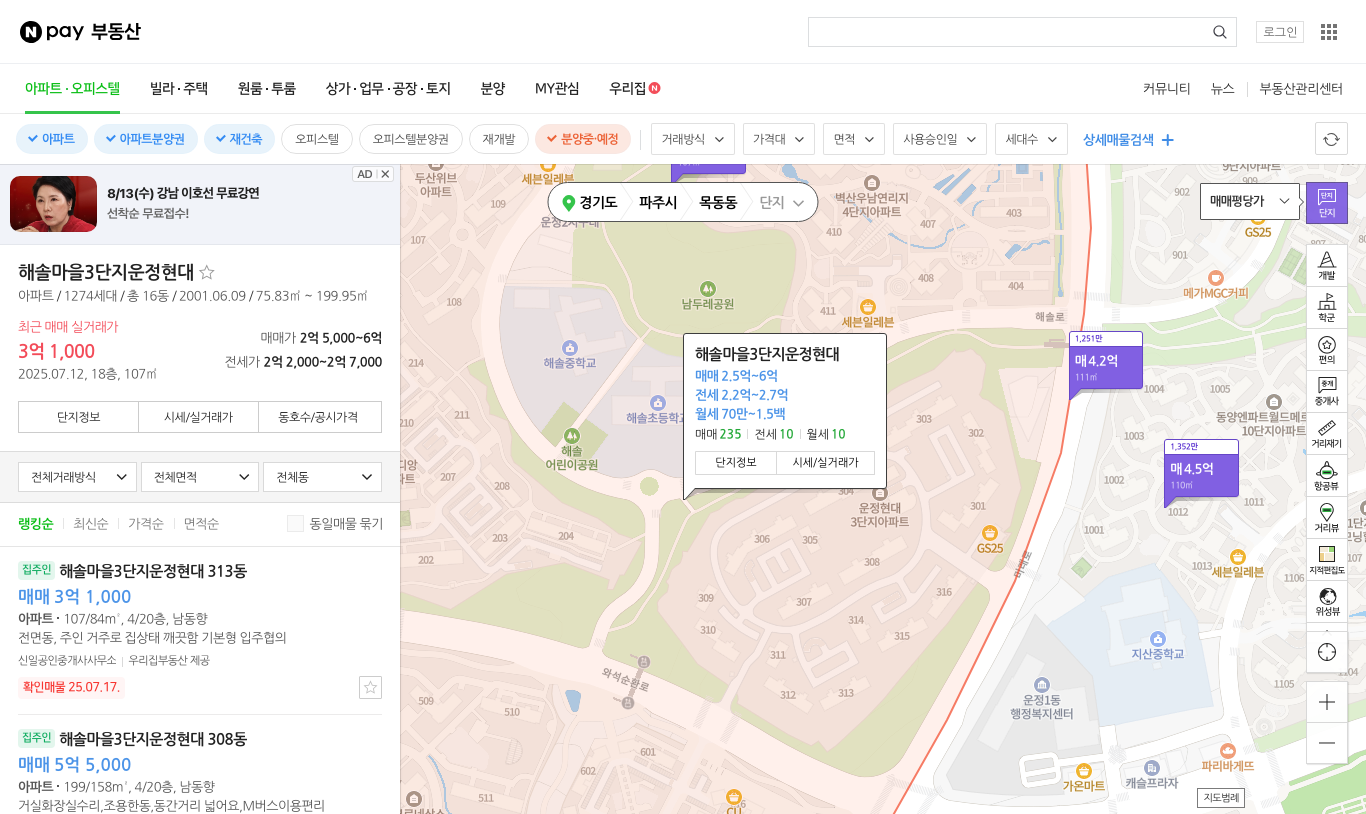 N pay 부동산
로그인
아파트·오피스텔
빌라·주택
원룸·투룸
상가·업무·공장·토지
분양
MY관심
우리집 N
커뮤니티
뉴스
부동산관리센터
아파트
아파트분양권
재건축
오피스텔
오피스텔분양권
재개발
분양중·예정
거래방식
가격대
면적
사용승인일
세대수
상세매물검색
AD
8/13(수) 강남 이호선 무료강연
선착순 무료접수!
해솔마을3단지운정현대
아파트 / 1274세대 / 총 16동 / 2001.06.09 / 75.83㎡ ~ 199.95㎡
최근 매매 실거래가
3억 1,000
2025.07.12, 18층, 107㎡
매매가 2억 5,000~6억
전세가 2억 2,000~2억 7,000
단지정보
시세/실거래가
동호수/공시가격
전체거래방식
전체면적
전체동
랭킹순
최신순
가격순
면적순
동일매물 묶기
집주인 해솔마을3단지운정현대 313동
매매 3억 1,000
아파트 · 107/84m², 4/20층, 남동향
전면동, 주인 거주로 집상태 깨끗함 기본형 입주협의
신일공인중개사사무소 | 우리집부동산 제공
확인매물 25.07.17.
집주인 해솔마을3단지운정현대 308동
매매 5억 5,000
아파트 · 199/158m², 4/20층, 남동향
거실화장실수리,조용한동,동간거리 넓어요,M버스이용편리
경기도
파주시
목동동
단지
매매평당가
단지
단지
개발
학군
편의
중개
중개사
거리재기
항공뷰
거리뷰
지적편집도
위성뷰
지도범례
두산위브
아파트
세븐일레븐
벽산우남연리지
4단지아파트
9단지아파트
902
909
GS25
107
108
109
410
407
408
403
404
남두레공원
세븐일레븐
해솔로
메가MGC커피
해솔중학교
해솔초등학교
해솔
어린이공원
해솔마을3단지운정현대
매매 2.5억~6억
전세 2.2억~2.7억
월세 70만~1.5백
매매 235
전세 10
월세 10
단지정보
시세/실거래가
1,251만
매 4.2억
111㎡
1,352만
매 4.5억
110㎡
1004
1005
동양엔파트월드메르
10단지아파트
1003
1002
1001
1011
1012
303
302
301
운정현대
3단지아파트
GS25
205
207
203
204
202
211
306
305
307
308
309
310
311
312
313
314
315
316
미래로
세븐일레븐
1106
1105
1104
지산중학교
운정1동
행정복지센터
와석순환로
509
510
601
602
603
CU
가온마트
캐슬프라자
파리바게뜨